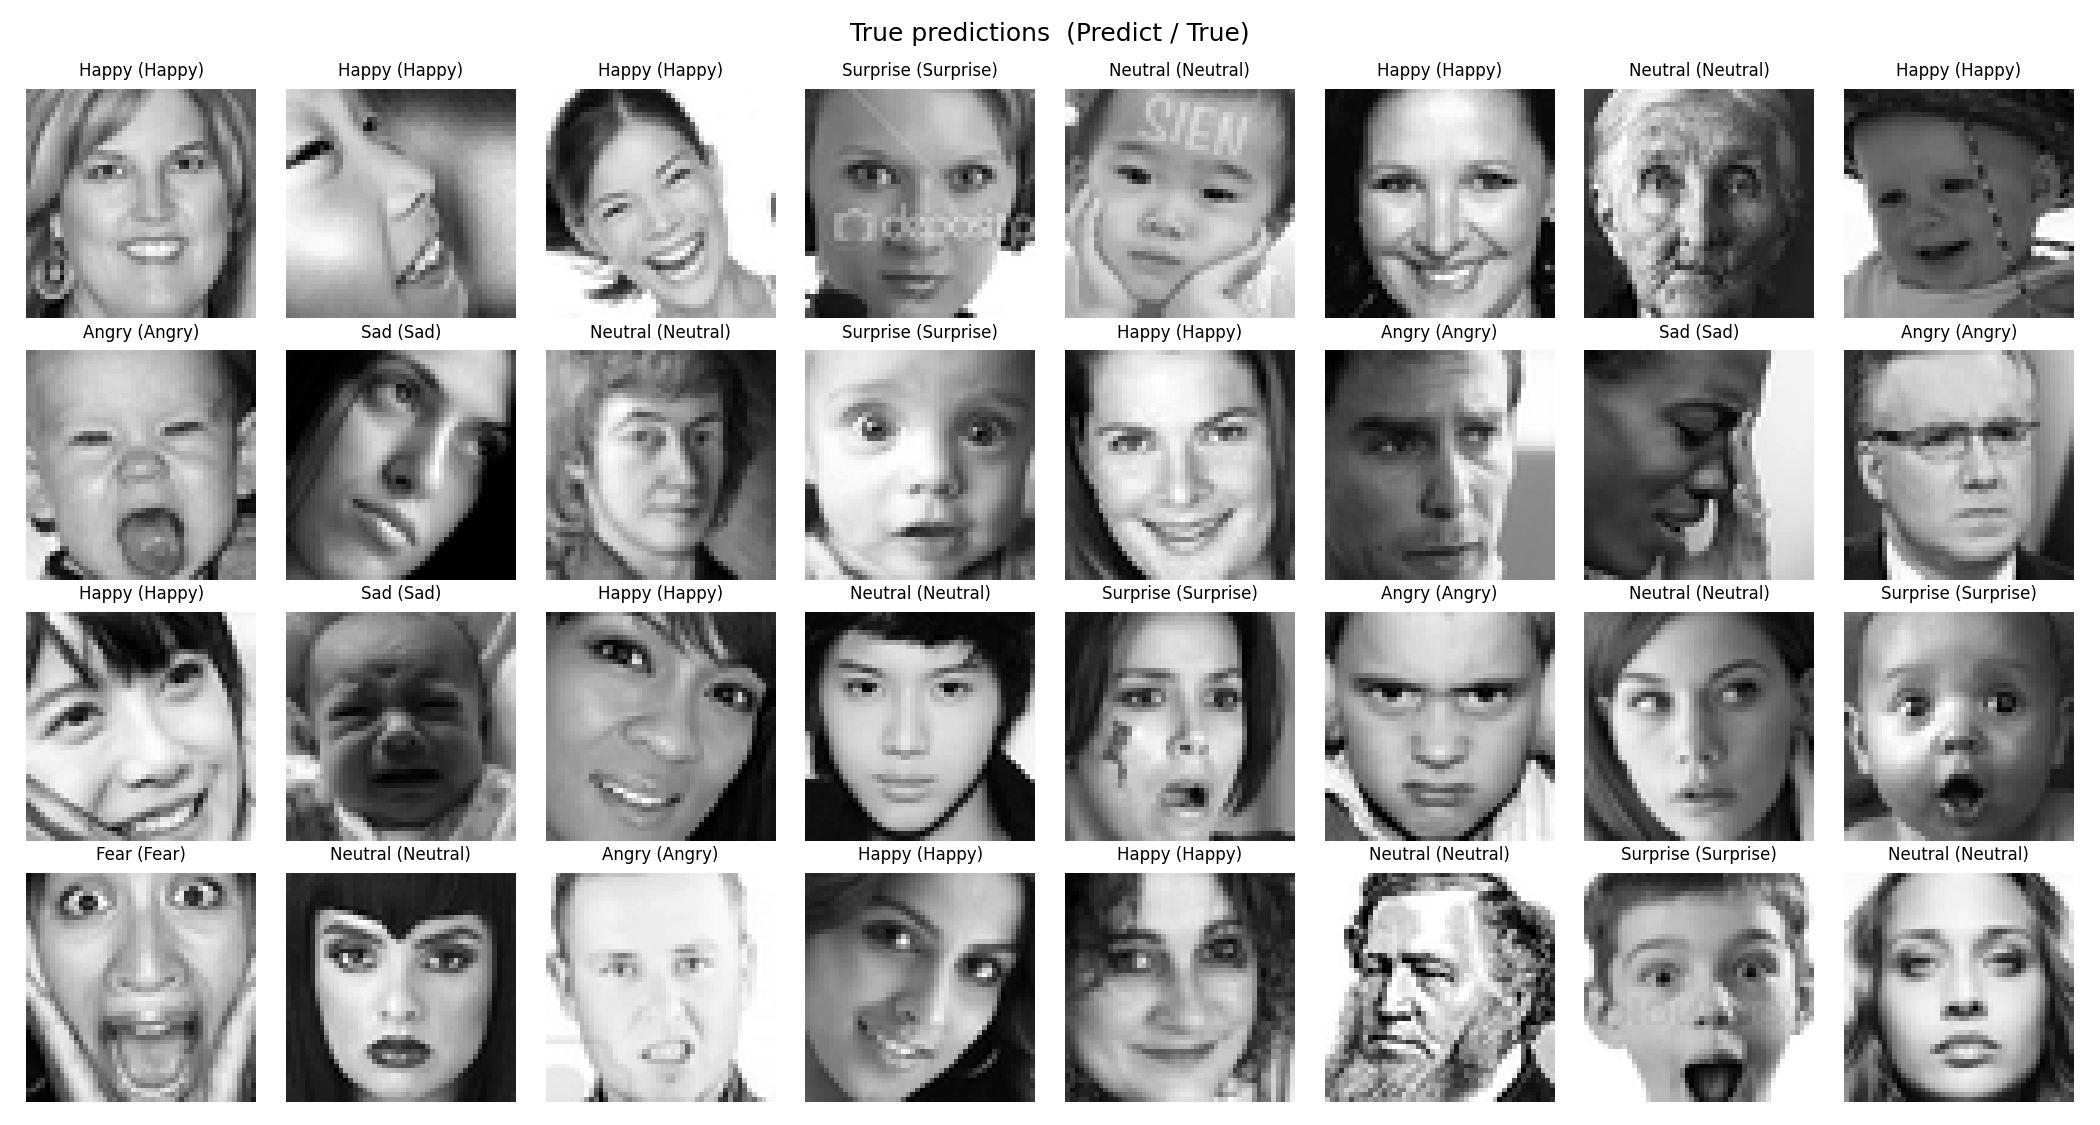 True predictions (Predict / True)
Happy (Happy) Happy (Happy) Happy (Happy) Surprise (Surprise) Neutral (Neutral) Happy (Happy) Neutral (Neutral) Happy (Happy)
SIEN
Angry (Angry) Sad (Sad) Neutral (Neutral) Surprise (Surprise) Happy (Happy) Angry (Angry) Sad (Sad) Angry (Angry)
Happy (Happy) Sad (Sad) Happy (Happy) Neutral (Neutral) Surprise (Surprise) Angry (Angry) Neutral (Neutral) Surprise (Surprise)
Fear (Fear) Neutral (Neutral) Angry (Angry) Happy (Happy) Happy (Happy) Neutral (Neutral) Surprise (Surprise) Neutral (Neutral)